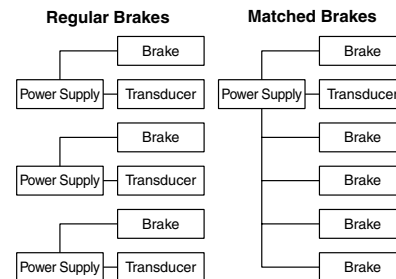 Regular Brakes
Brake
Power Supply
Transducer
Brake
Power Supply
Transducer
Brake
Power Supply
Transducer
Matched Brakes
Brake
Power Supply
Transducer
Brake
Brake
Brake
Brake